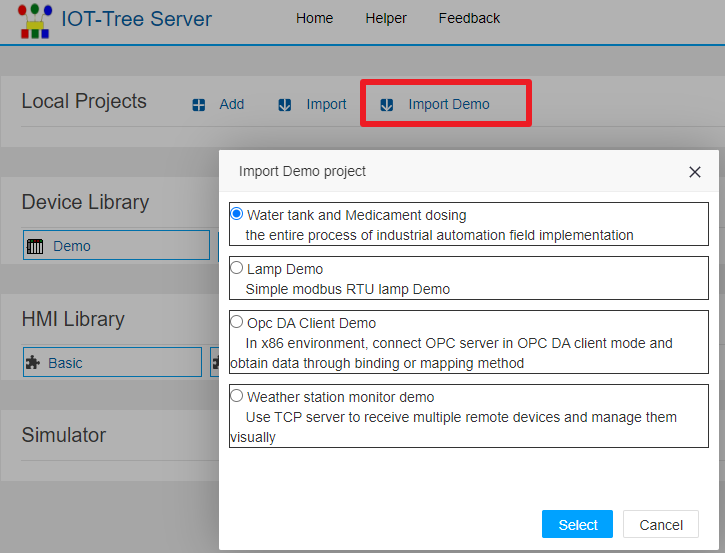 IOT-Tree Server
Home
Helper
Feedback
Local Projects
Add
Import
Import Demo
Import Demo project
Device Library
Demo
HMI Library
Basic
Simulator
Water tank and Medicament dosing
the entire process of industrial automation field implementation
Lamp Demo
Simple modbus RTU lamp Demo
Opc DA Client Demo
In x86 environment, connect OPC server in OPC DA client mode and
obtain data through binding or mapping method
Weather station monitor demo
Use TCP server to receive multiple remote devices and manage them
visually
Select
Cancel